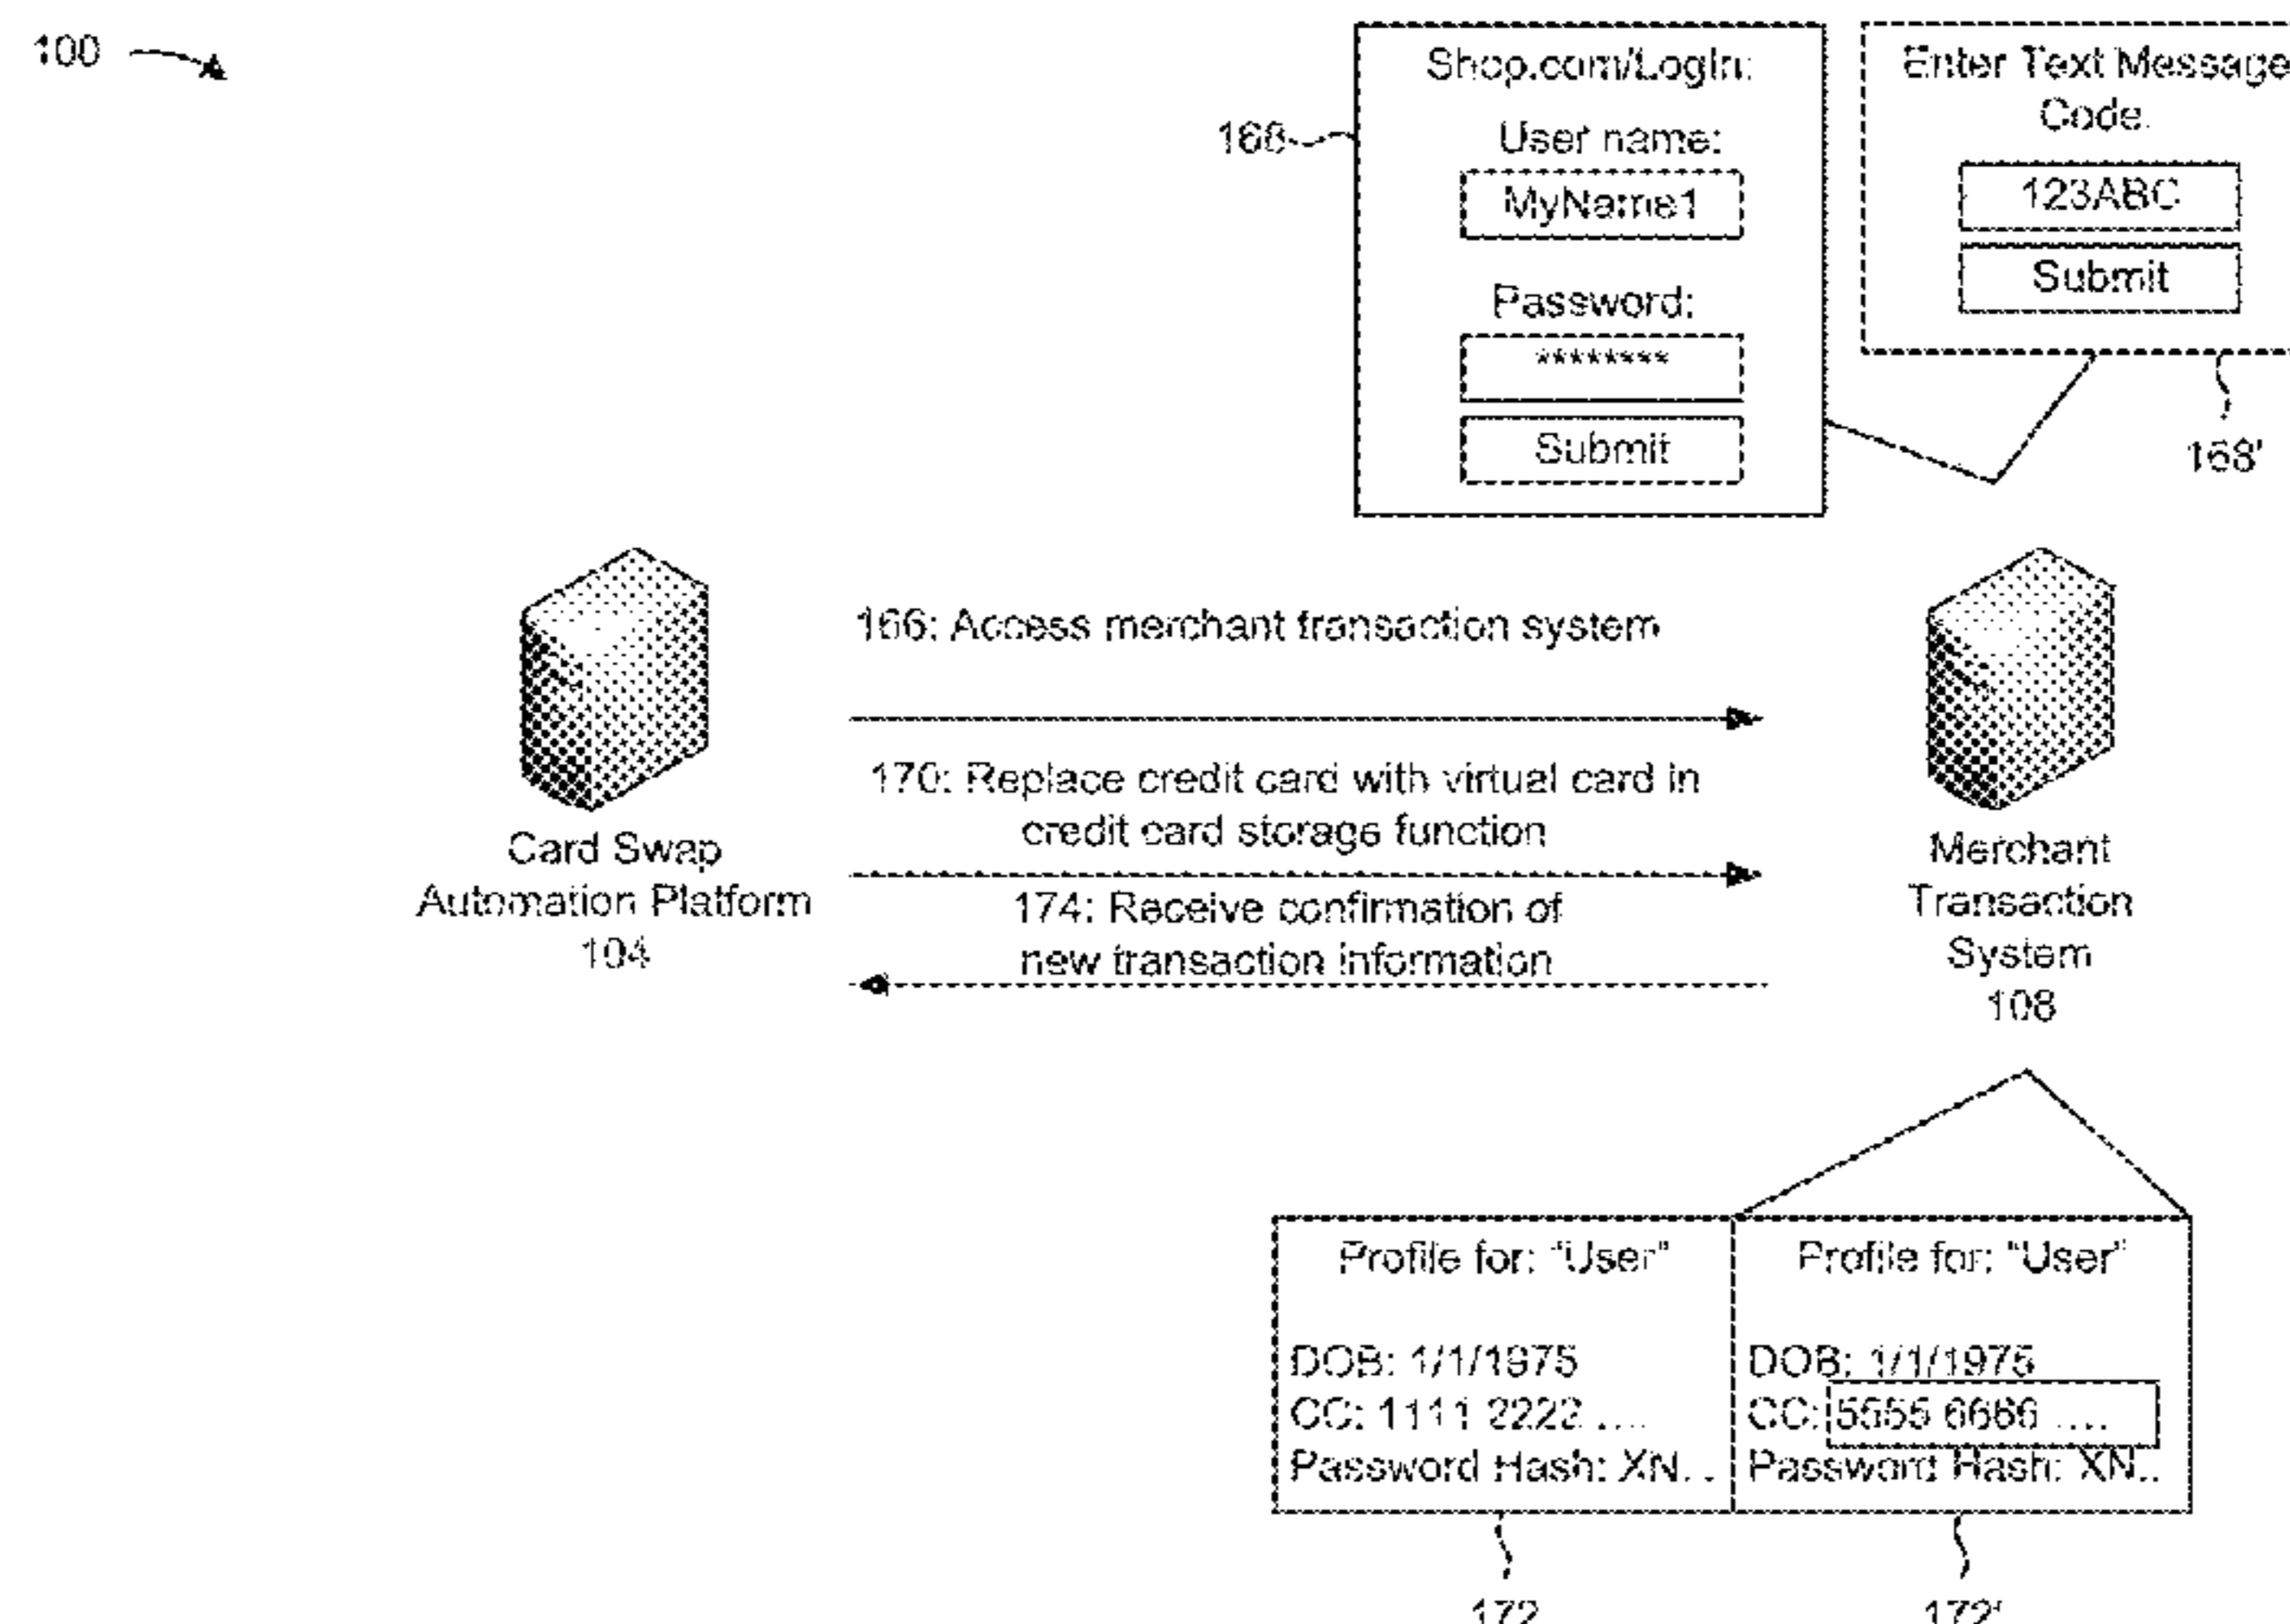 100
Shop.com/LogIn:
168
User name:
MyName1
Password:
********
Submit
Enter Text Message
Code:
123ABC
Submit
168'
166: Access merchant transaction system
170: Replace credit card with virtual card in
credit card storage function
174: Receive confirmation of
new transaction information
Card Swap
Automation Platform
104
Merchant
Transaction
System
108
Profile for: "User"
DOB: 1/1/1975
CC: 1111 2222 ....
Password Hash: XN..
172
Profile for: "User"
DOB: 1/1/1975
CC: 5555 6666 ....
Password Hash: XN..
172'